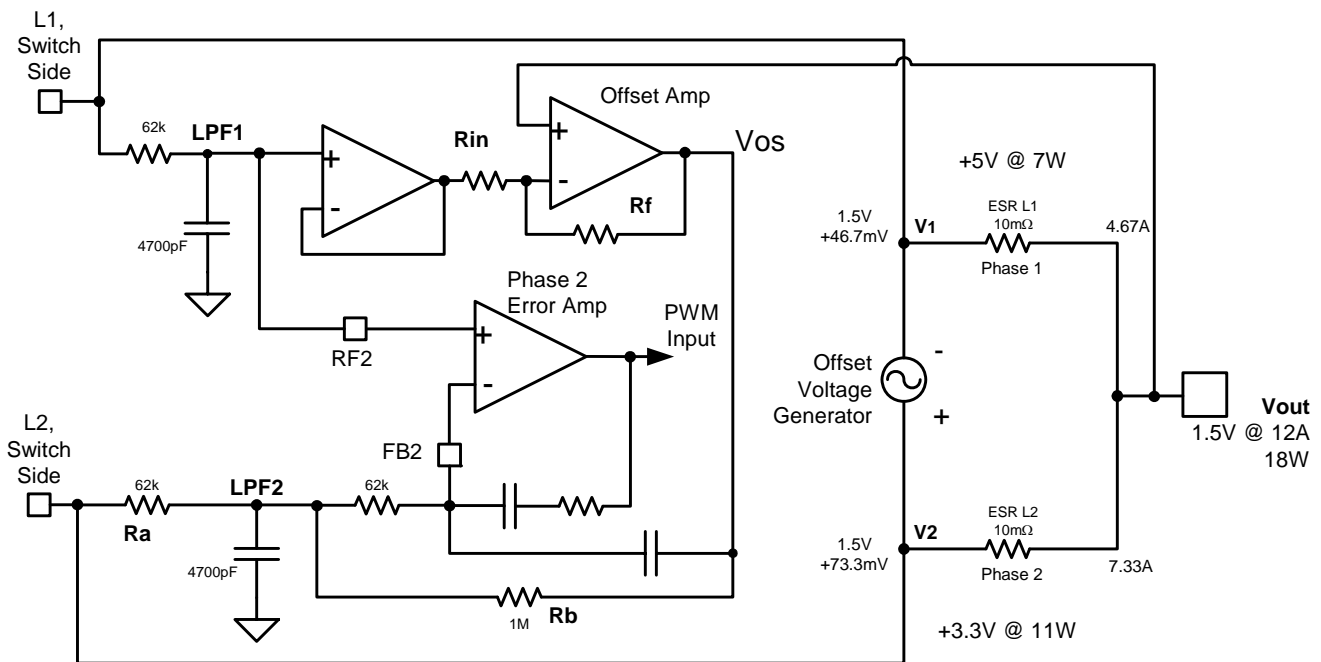 L1,
Switch
Side
62k
LPF1
4700pF
+
-
Rin
Offset Amp
+
-
Rf
Vos
Phase 2
Error Amp
+
-
PWM
Input
RF2
FB2
L2,
Switch
Side
62k
Ra
LPF2
4700pF
62k
1M
Rb
+5V @ 7W
1.5V
+46.7mV
V1
ESR L1
10mΩ
Phase 1
4.67A
Offset
Voltage
Generator
-
+
Vout
1.5V @ 12A
18W
1.5V
+73.3mV
V2
ESR L2
10mΩ
Phase 2
7.33A
+3.3V @ 11W